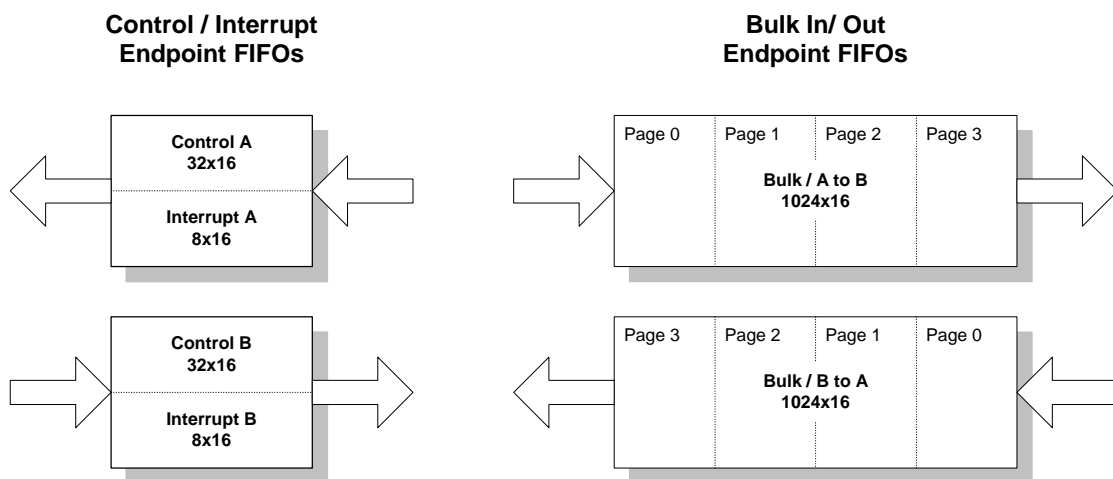 Control / Interrupt
Endpoint FIFOs
Control A
32x16
Interrupt A
8x16
Control B
32x16
Interrupt B
8x16
Bulk In/ Out
Endpoint FIFOs
Page 0 Page 1 Page 2 Page 3
Bulk / A to B
1024x16
Page 3 Page 2 Page 1 Page 0
Bulk / B to A
1024x16